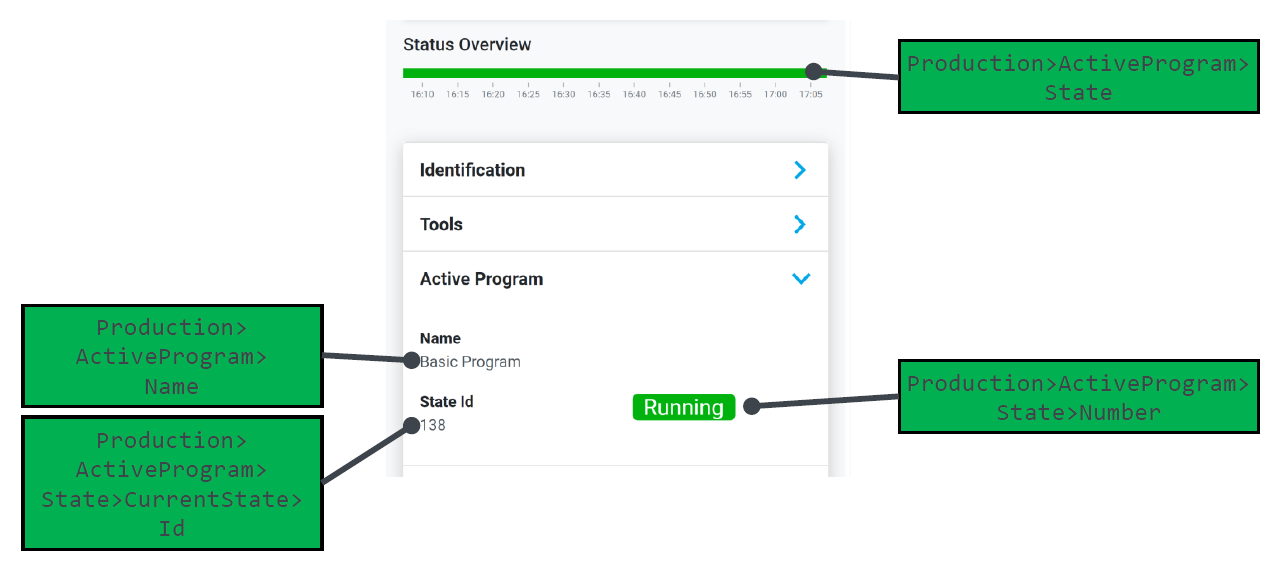 Status Overview
16:10 16:15 16:20 16:25 16:30 16:35 16:40 16:45 16:50 16:55 17:00 17:05
Production>ActiveProgram>
State
Identification
Tools
Active Program
Production>
ActiveProgram>
Name
Name
Basic Program
State Id
138
Running
Production>ActiveProgram>
State>Number
Production>
ActiveProgram>
State>CurrentState>
Id